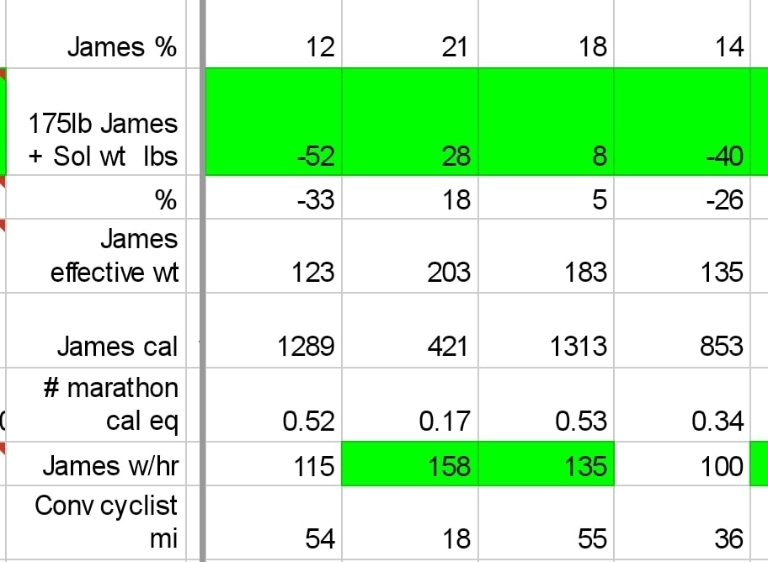 James % 12 21 18 14
175lb James
+ Sol wt lbs -52 28 8 -40
% -33 18 5 -26
James
effective wt 123 203 183 135
James cal 1289 421 1313 853
# marathon
cal eq 0.52 0.17 0.53 0.34
James w/hr 115 158 135 100
Conv cyclist
mi 54 18 55 36